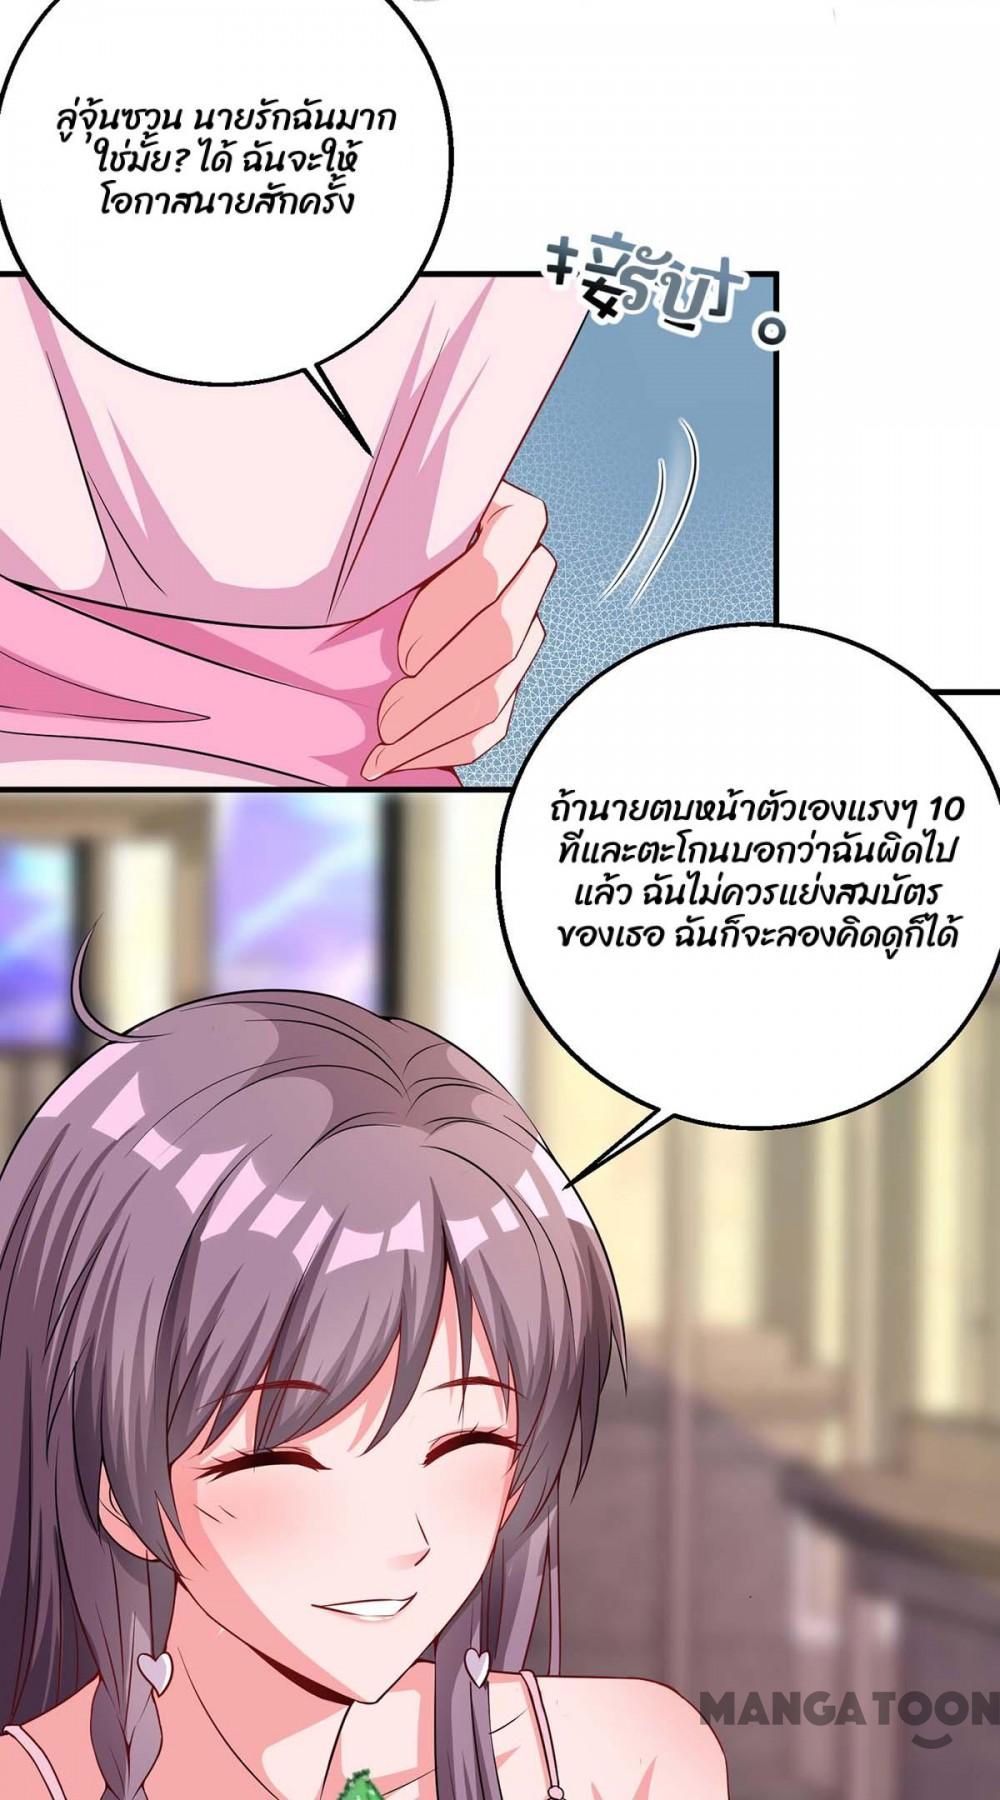 ลู่จุ้นซวน นายรักฉันมาก
ใช่มั้ย? ได้ ฉันจะให้
โอกาสนายสักครั้ง
รับ
ถ้านายตบหน้าตัวเองแรงๆ 10
ทีและตะโกนบอกว่าฉันผิดไป
แล้ว ฉันไม่ควรแย่งสมบัตร
ของเธอ ฉันก็จะลองคิดดูก็ได้
MANGATOON